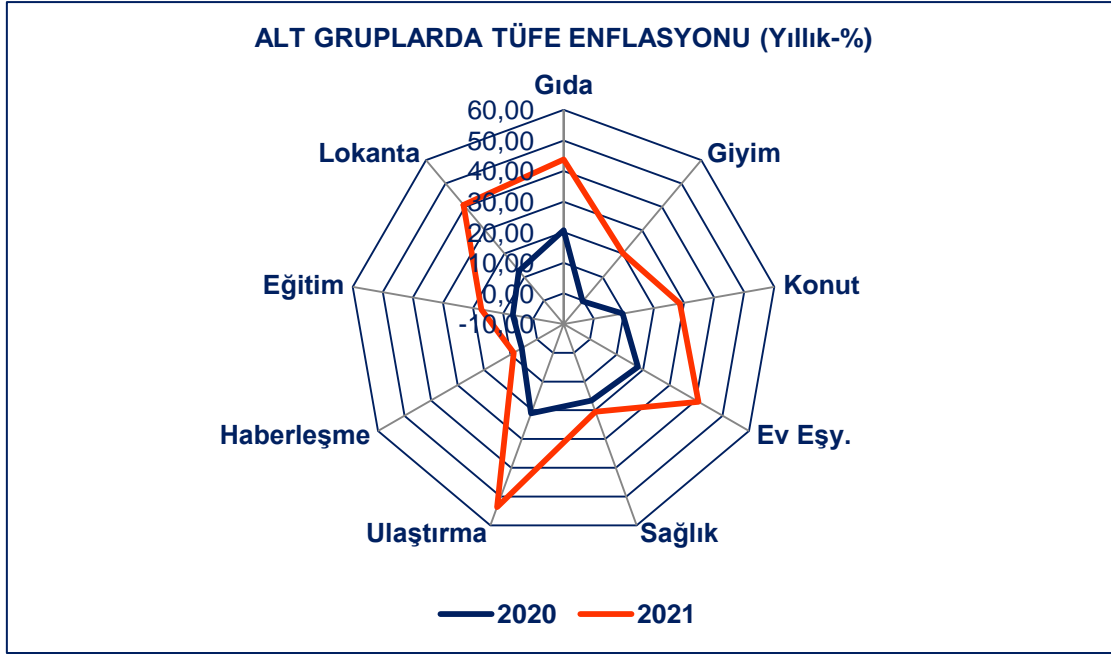 ALT GRUPLARDA TÜFE ENFLASYONU (Yıllık-%)
Gıda
60,00
50,00
Lokanta
Giyim
40,00
30,00
20,00
Eğitim
10,00
Konut
0,00
-10,00
Haberleşme
Ev Eşy.
Ulaştırma
Sağlık
2020
2021